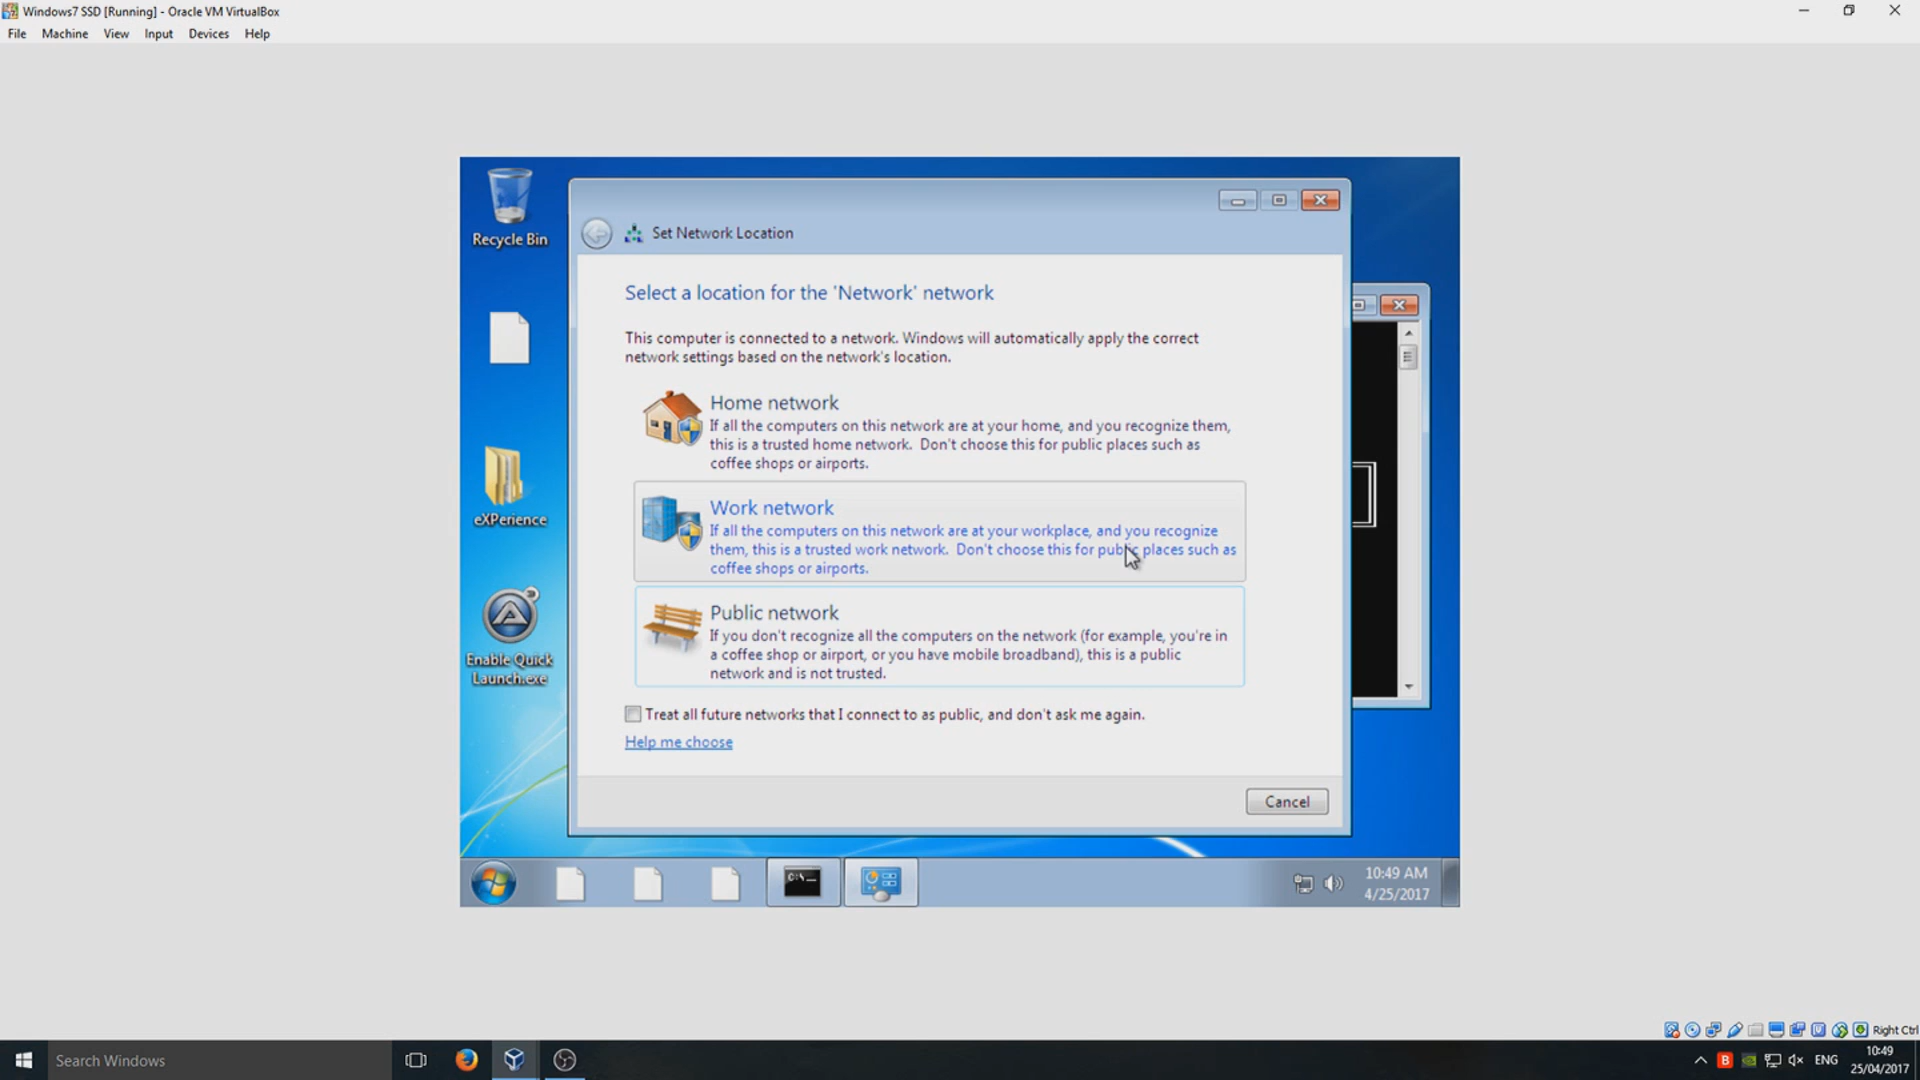 Windows7 SSD [Running] - Oracle VM VirtualBox
File Machine View Input Devices Help
Recycle Bin
Set Network Location
Select a location for the 'Network' network
This computer is connected to a network. Windows will automatically apply the correct
network settings based on the network's location.
Home network
If all the computers on this network are at your home, and you recognize them,
this is a trusted home network. Don't choose this for public places such as
coffee shops or airports.
Work network
If all the computers on this network are at your workplace, and you recognize
them, this is a trusted work network. Don't choose this for public places such as
coffee shops or airports.
Public network
If you don't recognize all the computers on the network (for example, you're in
a coffee shop or airport, or you have mobile broadband), this is a public
network and is not trusted.
Treat all future networks that I connect to as public, and don't ask me again.
Help me choose
Cancel
eXPerience
Enable Quick
Launch.exe
C:\
10:49 AM
4/25/2017
Right Ctrl
Search Windows
B
ENG
10:49
25/04/2017